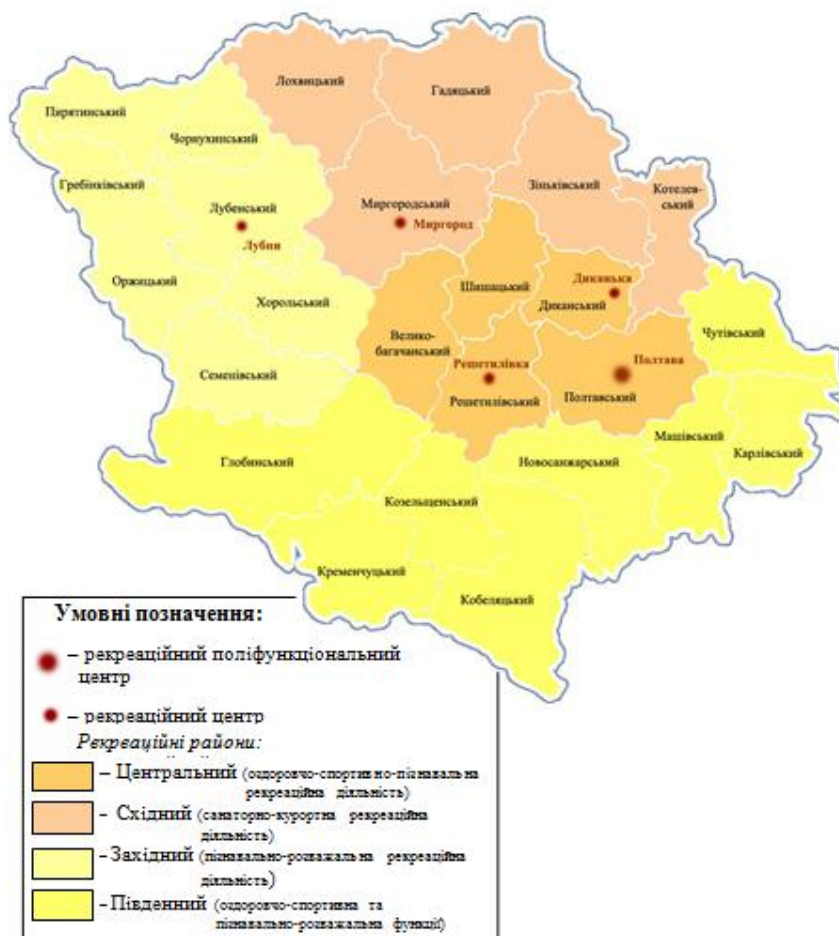 Лохвицький
Гадяцький
Пирятинський
Чорнухинський
Гребінківський
Зіньківський
Котелев-
ський
Лубенський
Миргородський
Миргород
Лубни
Оржицький
Шишацький
Диканька
Диканський
Хорольський
Чутівський
Велико-
багачанський
Решетилівка
Полтава
Семенівський
Решетилівський
Полтавський
Машівський
Карлівський
Глобинський
Новосанжарський
Козельщенський
Кременчуцький
Кобеляцький
Умовні позначення:
– рекреаційний поліфункціональний
центр
– рекреаційний центр
Рекреаційні райони:
– Центральний (оздоровчо-спортивно-пізнавальна
рекреаційна діяльність)
- Східний (санаторно-курортна рекреаційна
діяльність)
- Західний (пізнавально-розважальна рекреаційна
діяльність)
- Південний (оздоровчо-спортивна та
пізнавально-розважальна функції)